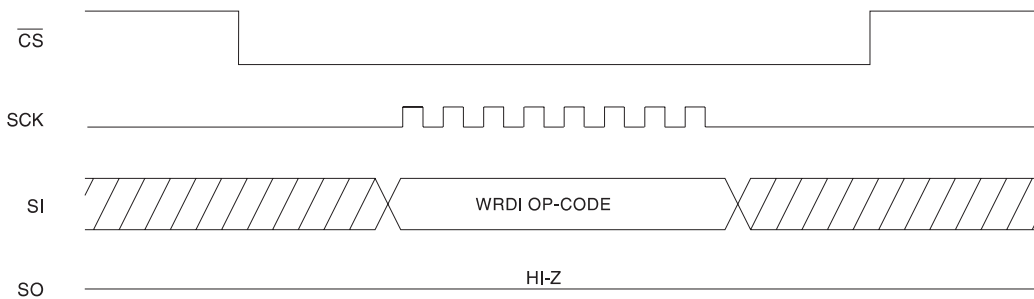 CS
SCK
SI
WRDI OP-CODE
HI-Z
SO